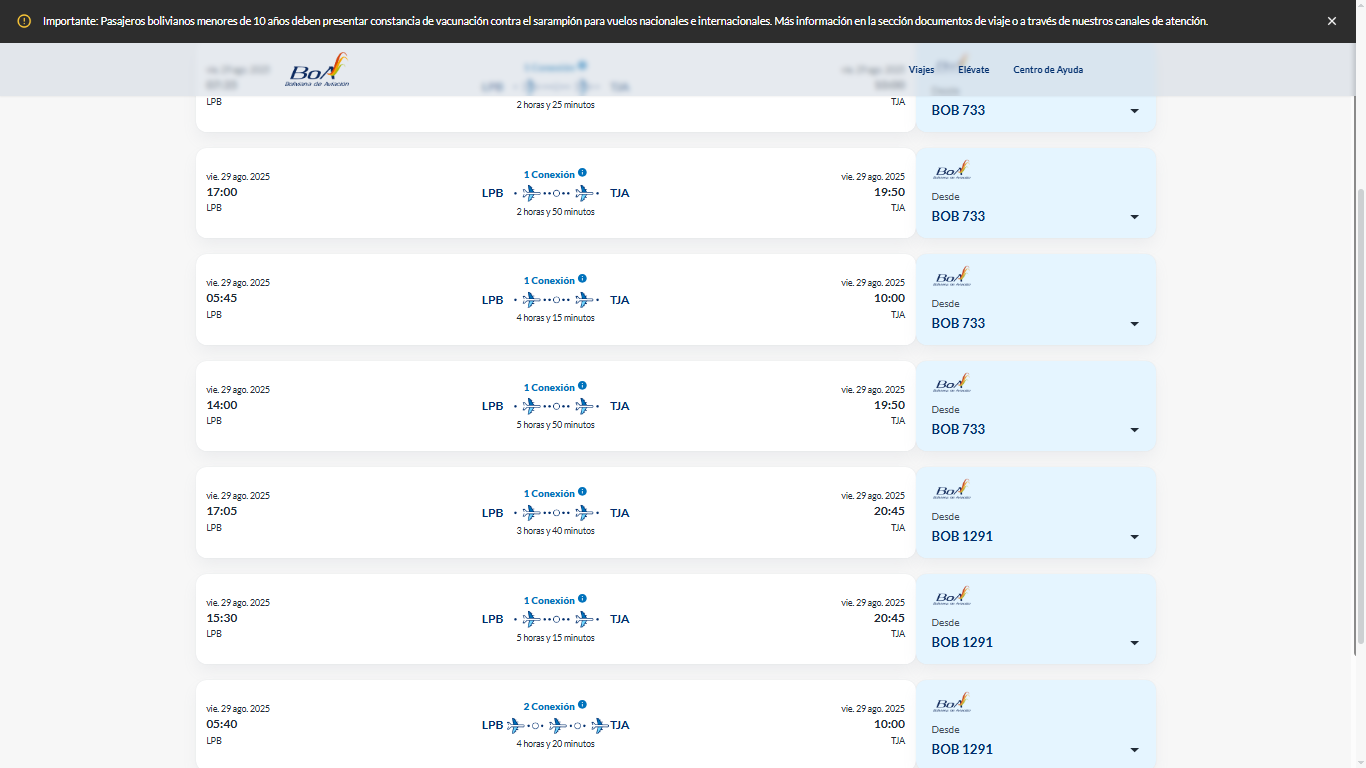 Importante: Pasajeros bolivianos menores de 10 años deben presentar constancia de vacunación contra el sarampión para vuelos nacionales e internacionales. Más información en la sección documentos de viaje o a través de nuestros canales de atención.
BoA
Boliviana de Aviación
Viajes
Elévate
Centro de Ayuda
LPB
2 horas y 25 minutos
TJA
BOB 733
vie. 29 ago. 2025
17:00
LPB
1 Conexión
LPB TJA
2 horas y 50 minutos
vie. 29 ago. 2025
19:50
TJA
BoA
Desde
BOB 733
vie. 29 ago. 2025
05:45
LPB
1 Conexión
LPB TJA
4 horas y 15 minutos
vie. 29 ago. 2025
10:00
TJA
BoA
Desde
BOB 733
vie. 29 ago. 2025
14:00
LPB
1 Conexión
LPB TJA
5 horas y 50 minutos
vie. 29 ago. 2025
19:50
TJA
BoA
Desde
BOB 733
vie. 29 ago. 2025
17:05
LPB
1 Conexión
LPB TJA
3 horas y 40 minutos
vie. 29 ago. 2025
20:45
TJA
BoA
Desde
BOB 1291
vie. 29 ago. 2025
15:30
LPB
1 Conexión
LPB TJA
5 horas y 15 minutos
vie. 29 ago. 2025
20:45
TJA
BoA
Desde
BOB 1291
vie. 29 ago. 2025
05:40
LPB
2 Conexión
LPB TJA
4 horas y 20 minutos
vie. 29 ago. 2025
10:00
TJA
BoA
Desde
BOB 1291